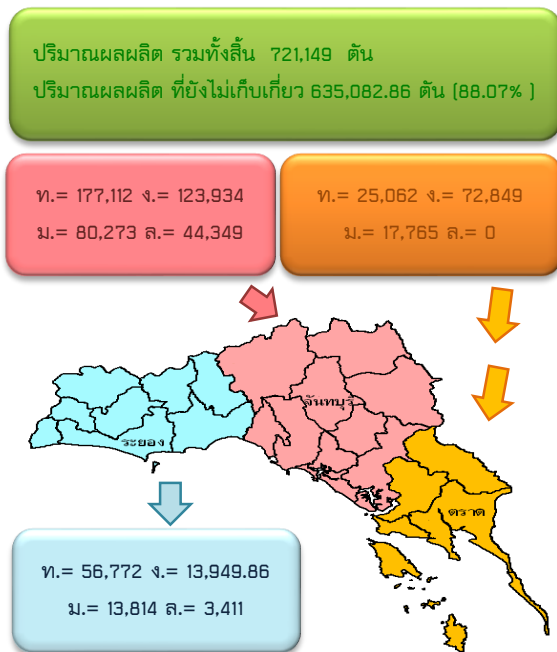 ปริมาณผลผลิต รวมทั้งสิ้น 721,149 ตัน
ปริมาณผลผลิต ที่ยังไม่เก็บเกี่ยว 635,082.86 ตัน (88.07% )
ท.= 177,112 ง.= 123,934
ม.= 80,273 ล.= 44,349
ท.= 25,062 ง.= 72,849
ม.= 17,765 ล.= 0
จันทบุรี
ระยอง
ตราด
ท.= 56,772 ง.= 13,949.86
ม.= 13,814 ล.= 3,411